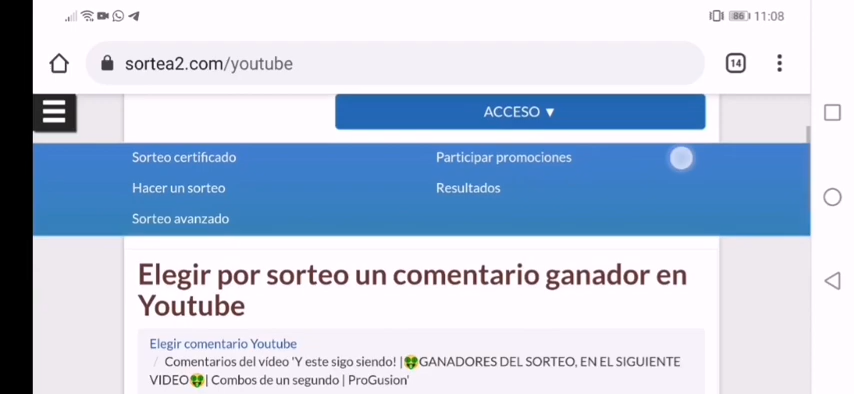 86 11:08
sortea2.com/youtube 14
ACCESO ▼
Sorteo certificado Participar promociones
Hacer un sorteo Resultados
Sorteo avanzado
Elegir por sorteo un comentario ganador en
Youtube
Elegir comentario Youtube
/ Comentarios del vídeo 'Y este sigo siendo! |🤑GANADORES DEL SORTEO, EN EL SIGUIENTE
VIDEO🤑| Combos de un segundo | ProGusion'